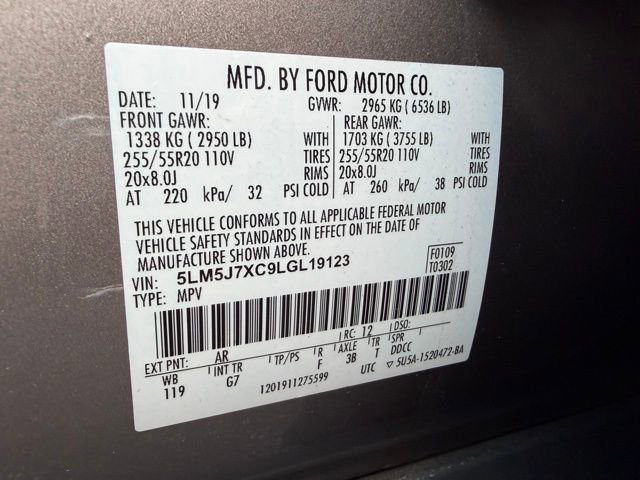 MFD. BY FORD MOTOR CO.
DATE: 11/19 GVWR: 2965 KG ( 6536 LB)
FRONT GAWR: REAR GAWR:
1338 KG ( 2950 LB) WITH 1703 KG ( 3755 LB) WITH
255/55R20 110V TIRES 255/55R20 110V TIRES
20x8.0J RIMS 20x8.0J RIMS
AT 220 kPa/ 32 PSI COLD AT 260 kPa/ 38 PSI COLD
THIS VEHICLE CONFORMS TO ALL APPLICABLE FEDERAL MOTOR
VEHICLE SAFETY STANDARDS IN EFFECT ON THE DATE OF
MANUFACTURE SHOWN ABOVE.
VIN: 5LM5J7XC9LGL19123 F0109
TYPE: MPV T0302
RC: 12 DSO:
EXT PNT: AR
WB INT TR TP/PS R AXLE TR SPR
119 G7 F 3B T DDCC
1201911275599 UTC ▽ 5U5A-1520472-BA